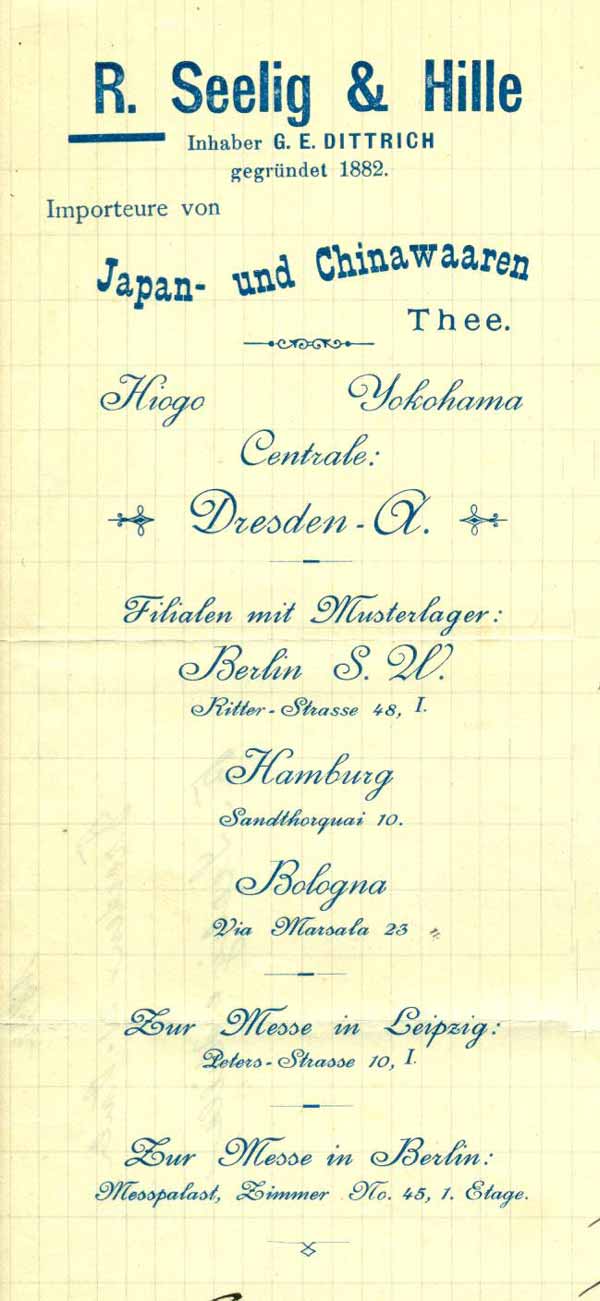 R. Seelig & Hille
Inhaber G. E. DITTRICH
gegründet 1882.
Importeure von
Japan- und Chinawaaren
Thee.
Hiogo Yokohama
Centrale:
Dresden-A.
Filialen mit Musterlager:
Berlin S. W.
Ritter-Strasse 48, I.
Hamburg
Sandthorquai 10.
Bologna
Via Marsala 23
Zur Messe in Leipzig:
Peters-Strasse 10, I.
Zur Messe in Berlin:
Messpalast, Zimmer No. 45, 1. Etage.